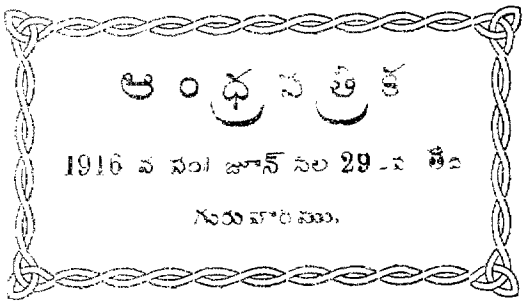 ఆంధ్రపత్రిక
1916 వ సం॥ జూన్ నెల 29 -వ తేది
గురువారము.